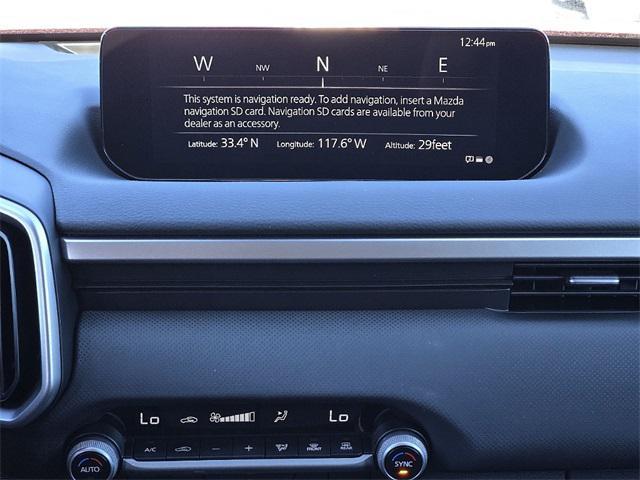 12:44pm
W NW N NE E
This system is navigation ready. To add navigation, insert a Mazda
navigation SD card. Navigation SD cards are available from your
dealer as an accessory.
Latitude: 33.4° N Longitude: 117.6° W Altitude: 29feet
Lo Lo
A/C - + FRONT REAR
AUTO SYNC